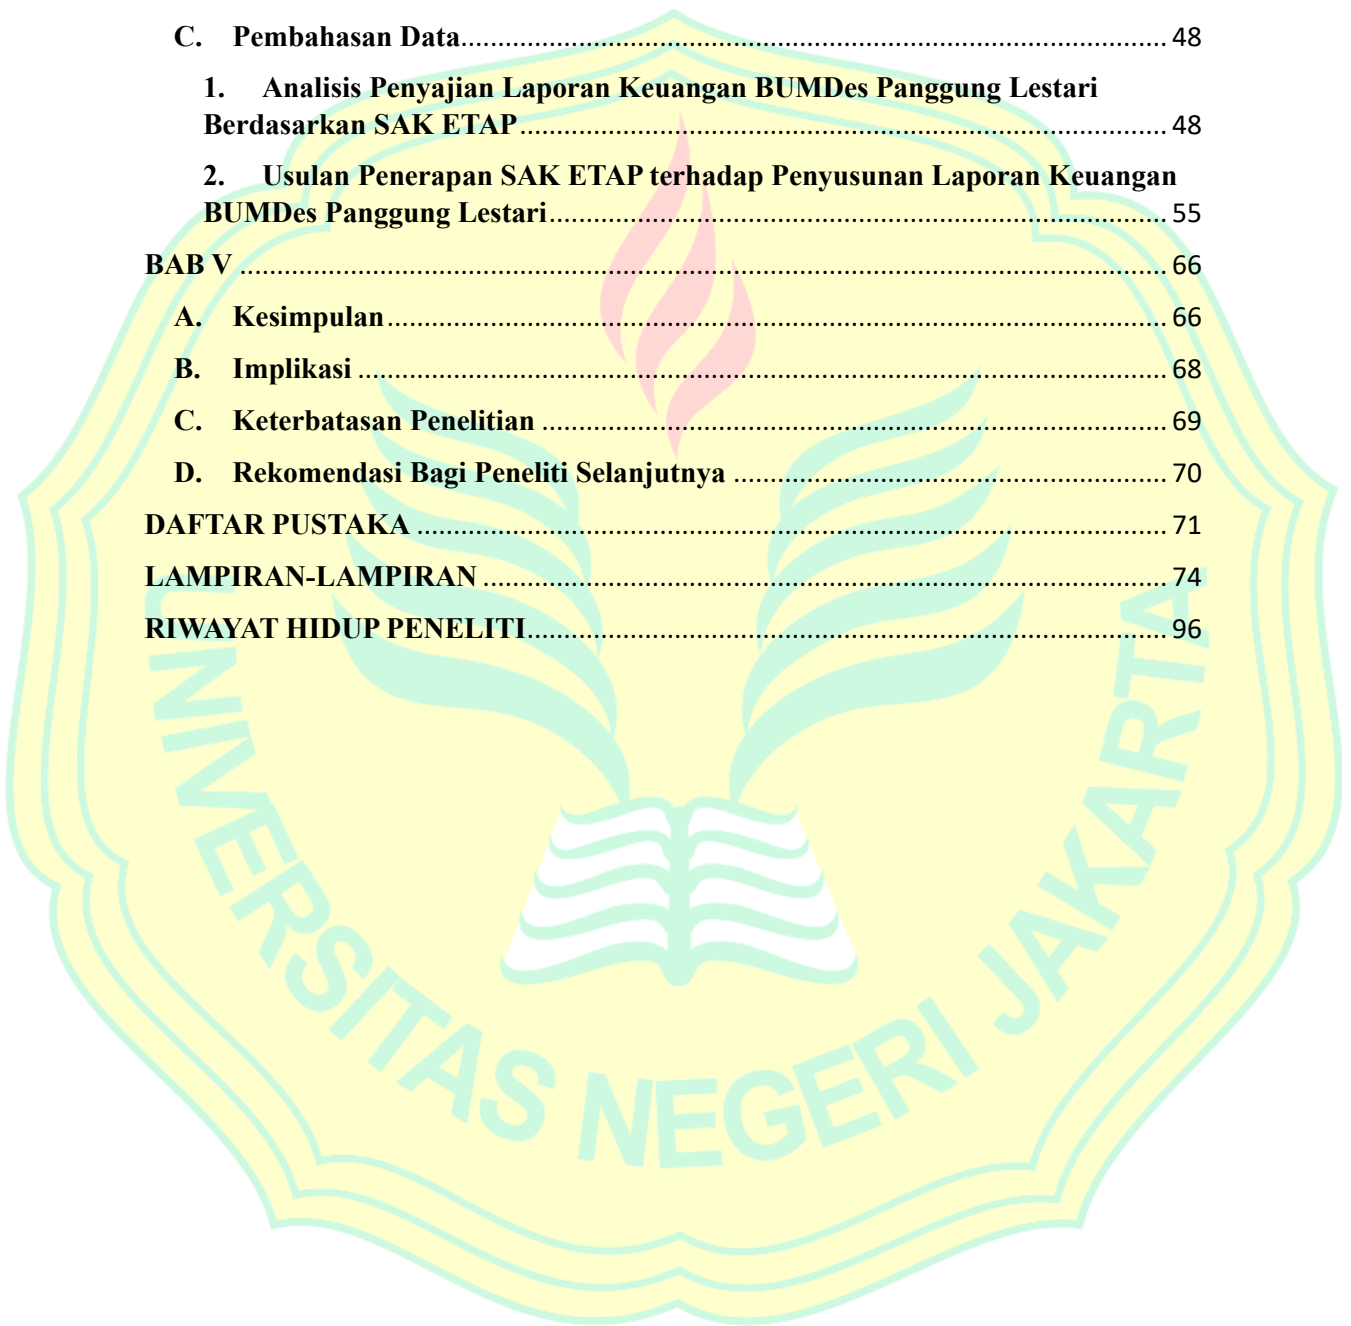 C. Pembahasan Data........................................................................................... 48
1. Analisis Penyajian Laporan Keuangan BUMDes Panggung Lestari
Berdasarkan SAK ETAP................................................................................... 48
2. Usulan Penerapan SAK ETAP terhadap Penyusunan Laporan Keuangan
BUMDes Panggung Lestari............................................................................... 55
BAB V ...................................................................................................................... 66
A. Kesimpulan.................................................................................................... 66
B. Implikasi ........................................................................................................ 68
C. Keterbatasan Penelitian ................................................................................ 69
D. Rekomendasi Bagi Peneliti Selanjutnya ....................................................... 70
DAFTAR PUSTAKA ................................................................................................ 71
LAMPIRAN-LAMPIRAN ........................................................................................ 74
RIWAYAT HIDUP PENELITI.................................................................................. 96
UNIVERSITAS NEGERI JAKARTA